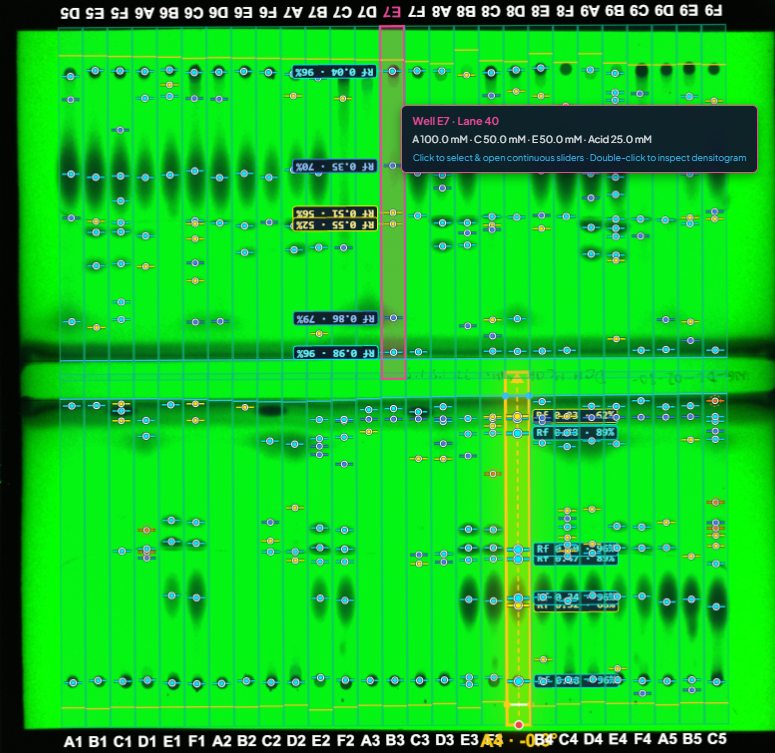 D5 E5 F5 A6 B6 C6 D6 E6 F6 A7 B7 C7 D7 E7 F7 A8 B8 C8 D8 E8 F8 A9 B9 C9 D9 E9 F9
Rf 0.04 · 96%
Well E7 · Lane 40
A 100.0 mM · C 50.0 mM · E 50.0 mM · Acid 25.0 mM
Click to select & open continuous sliders · Double-click to inspect densitogram
Rf 0.35 · 70%
Rf 0.51 · 56%
Rf 0.55 · 52%
Rf 0.86 · 79%
Rf 0.98 · 96%
89%
96%
89%
96%
A1 B1 C1 D1 E1 F1 A2 B2 C2 D2 E2 F2 A3 B3 C3 D3 E3 B4 C4 D4 E4 F4 A5 B5 C5